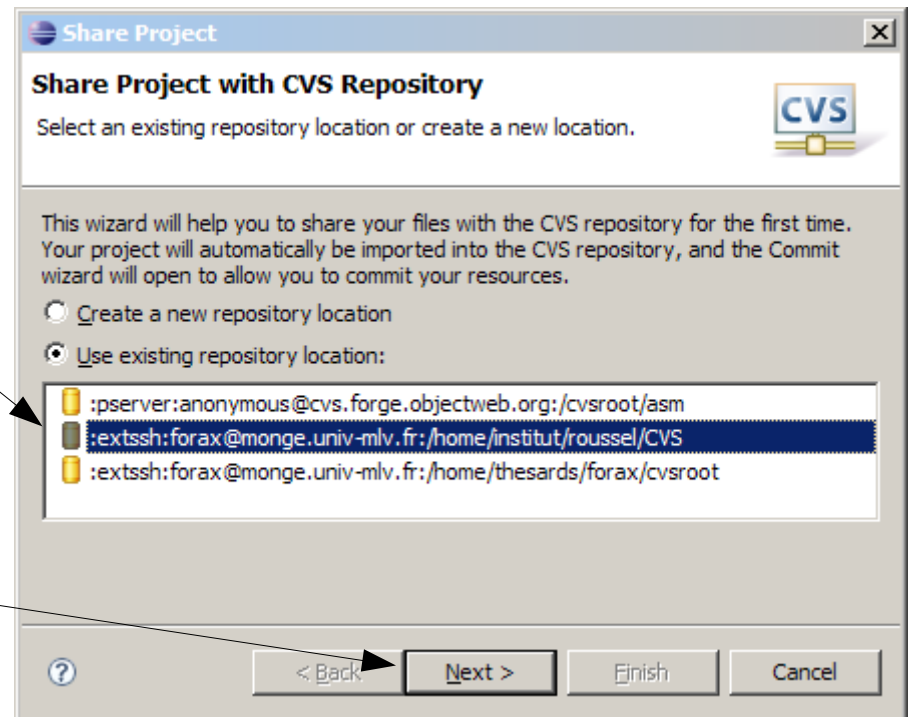 Share Project
Share Project with CVS Repository
Select an existing repository location or create a new location.
CVS
This wizard will help you to share your files with the CVS repository for the first time.
Your project will automatically be imported into the CVS repository, and the Commit
wizard will open to allow you to commit your resources.
Create a new repository location
Use existing repository location:
:pserver:anonymous@cvs.forge.objectweb.org:/cvsroot/asm
:extssh:forax@monge.univ-mlv.fr:/home/institut/roussel/CVS
:extssh:forax@monge.univ-mlv.fr:/home/thesards/forax/cvsroot
? < Back Next > Finish Cancel